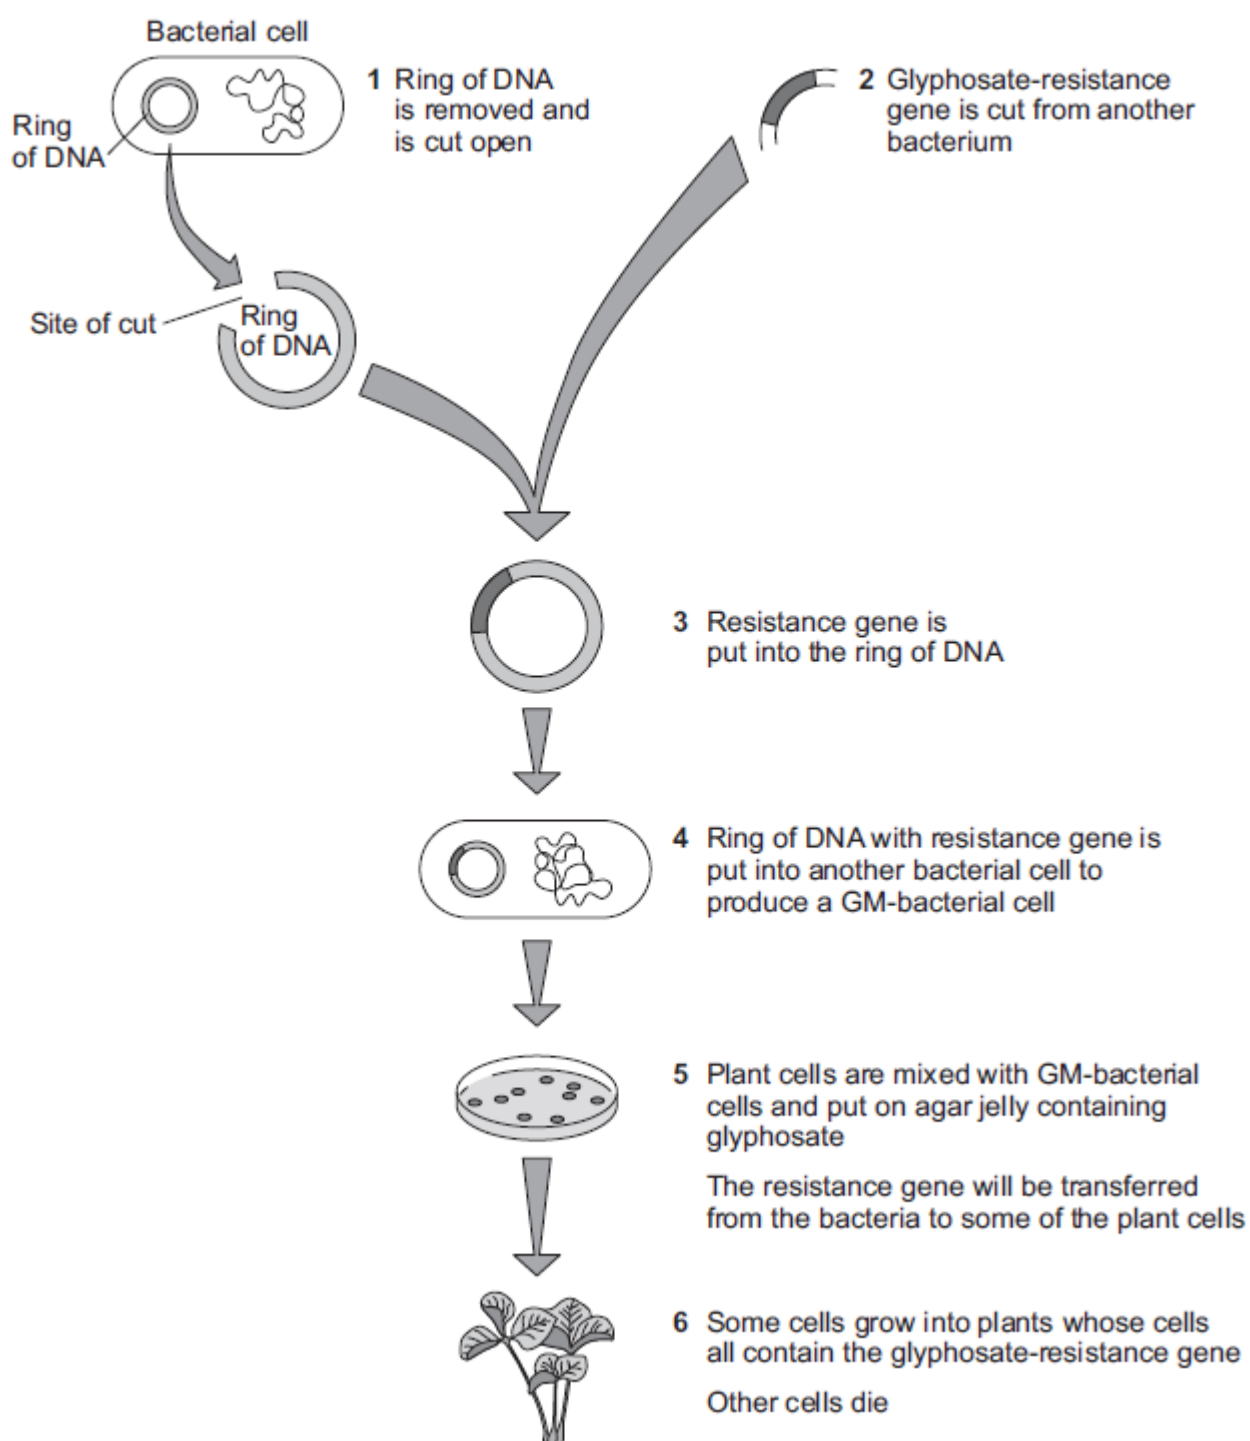 Bacterial cell
Ring
of DNA
1 Ring of DNA
is removed and
is cut open
2 Glyphosate-resistance
gene is cut from another
bacterium
Site of cut
Ring
of DNA
3 Resistance gene is
put into the ring of DNA
4 Ring of DNA with resistance gene is
put into another bacterial cell to
produce a GM-bacterial cell
5 Plant cells are mixed with GM-bacterial
cells and put on agar jelly containing
glyphosate
The resistance gene will be transferred
from the bacteria to some of the plant cells
6 Some cells grow into plants whose cells
all contain the glyphosate-resistance gene
Other cells die